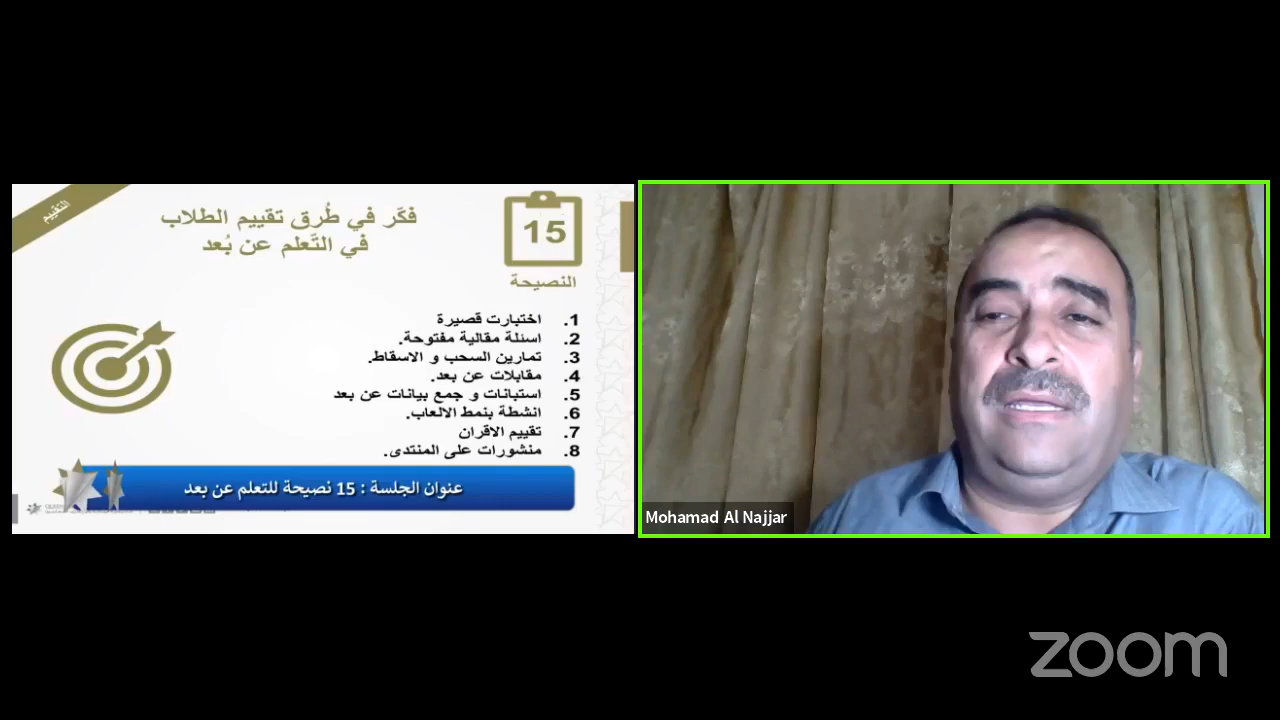 التقييم
فكّر في طُرق تقييم الطلاب
في التّعلم عن بُعد
15
النصيحة
1. اختبارت قصيرة
2. اسئلة مقالية مفتوحة.
3. تمارين السحب و الاسقاط.
4. مقابلات عن بعد.
5. استبانات و جمع بيانات عن بعد
6. انشطة بنمط الالعاب.
7. تقييم الاقران
8. منشورات على المنتدى.
عنوان الجلسة : 15 نصيحة للتعلم عن بعد
Mohamad Al Najjar
zoom